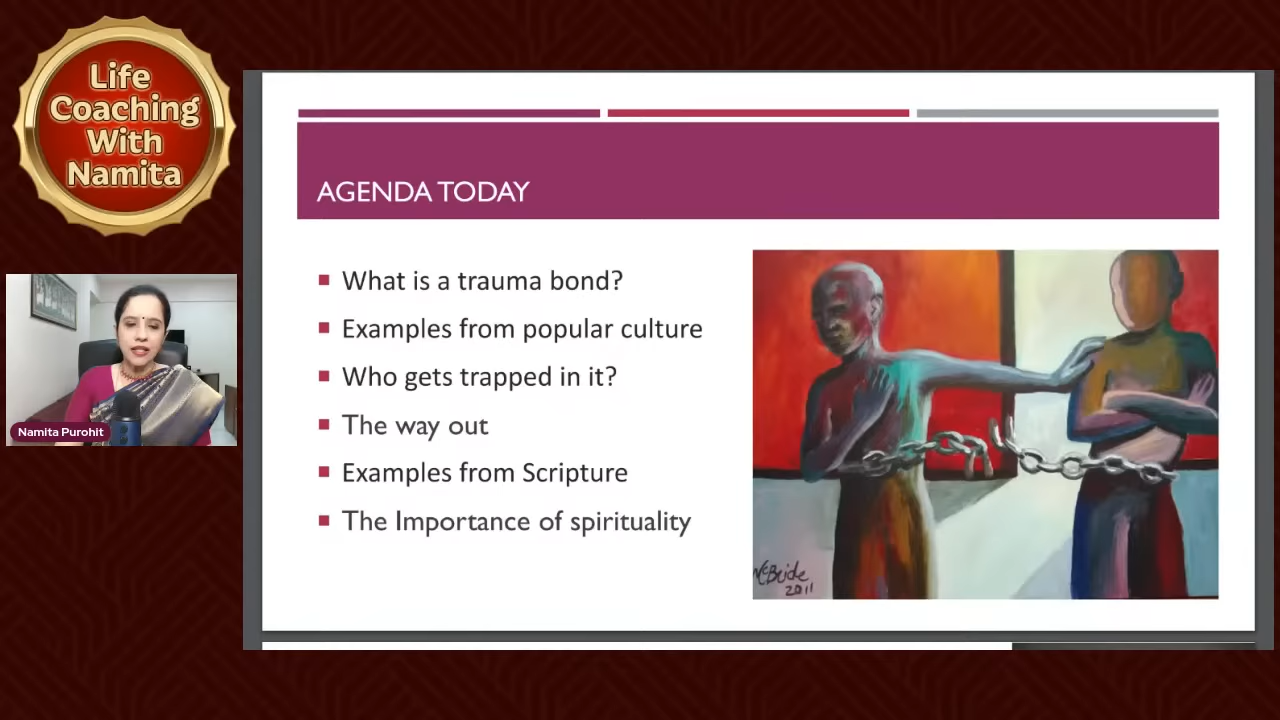 Life
Coaching
With
Namita
Namita Purohit
AGENDA TODAY
What is a trauma bond?
Examples from popular culture
Who gets trapped in it?
The way out
Examples from Scripture
The Importance of spirituality
McBride
2011